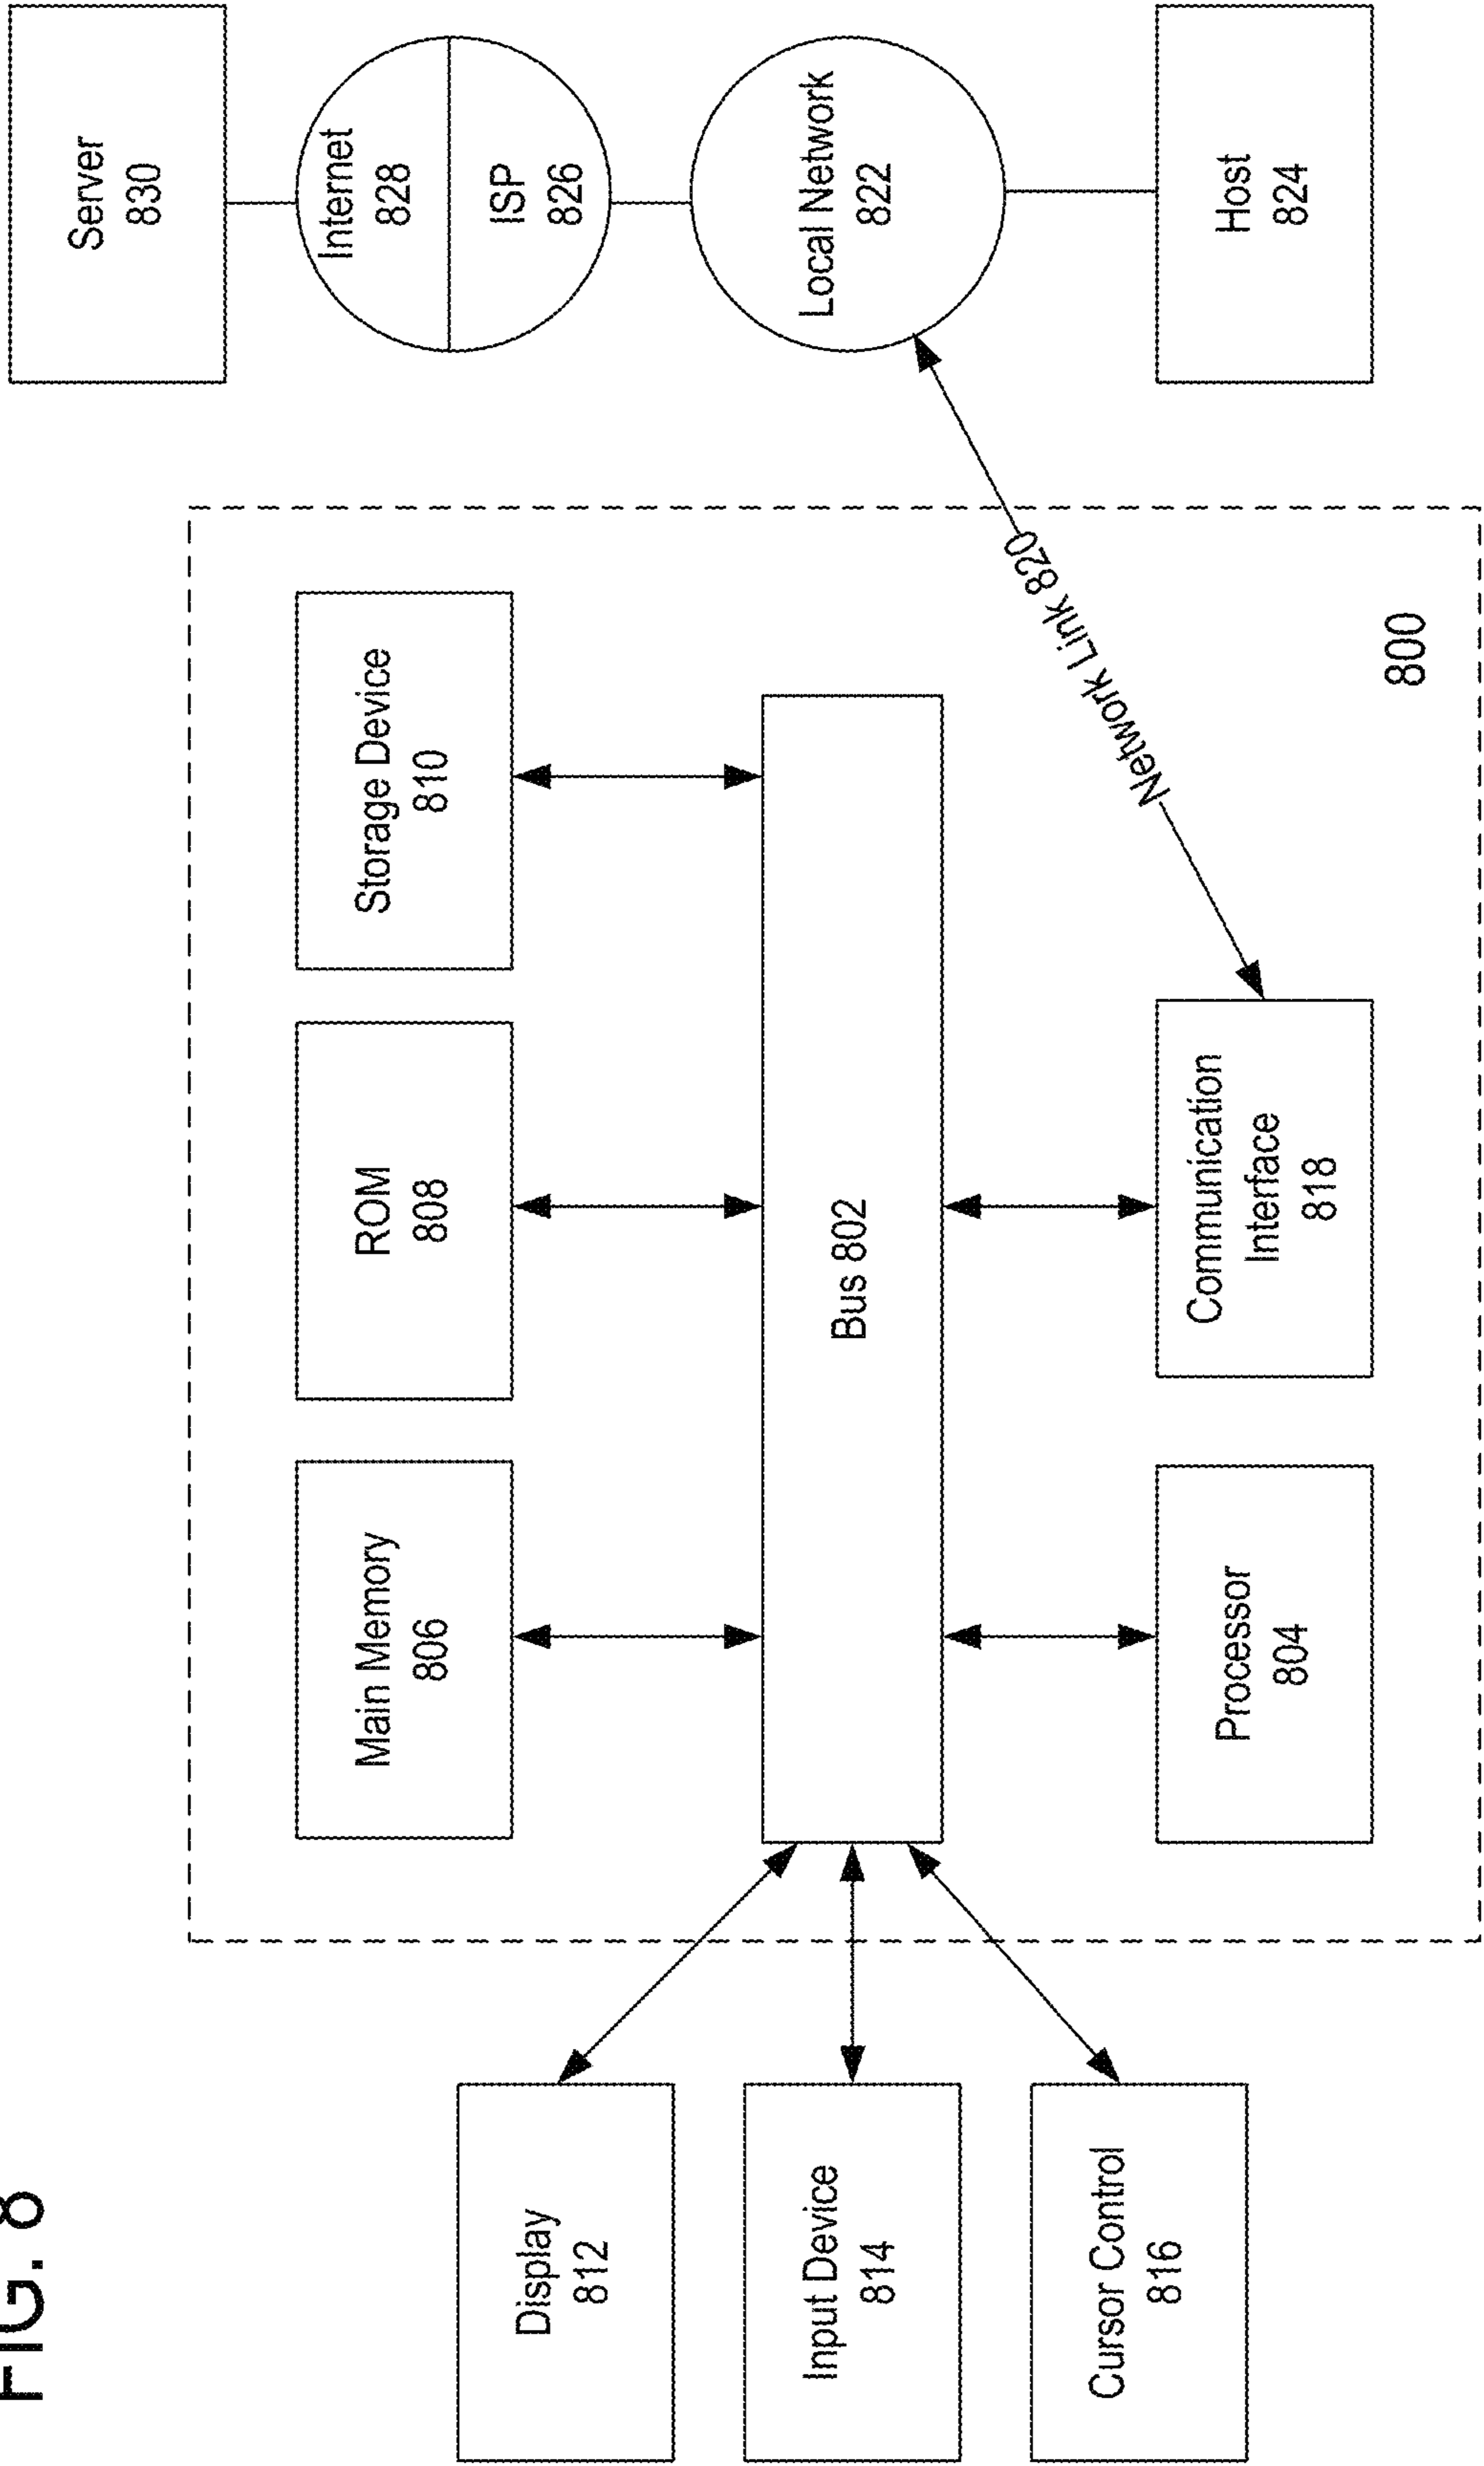 FIG. 8
Display
812
Input Device
814
Cursor Control
816
Main Memory
806
ROM
808
Storage Device
810
Bus 802
Processor
804
Communication
Interface
818
800
Network Link 820
Server
830
Internet
828
ISP
826
Local Network
822
Host
824